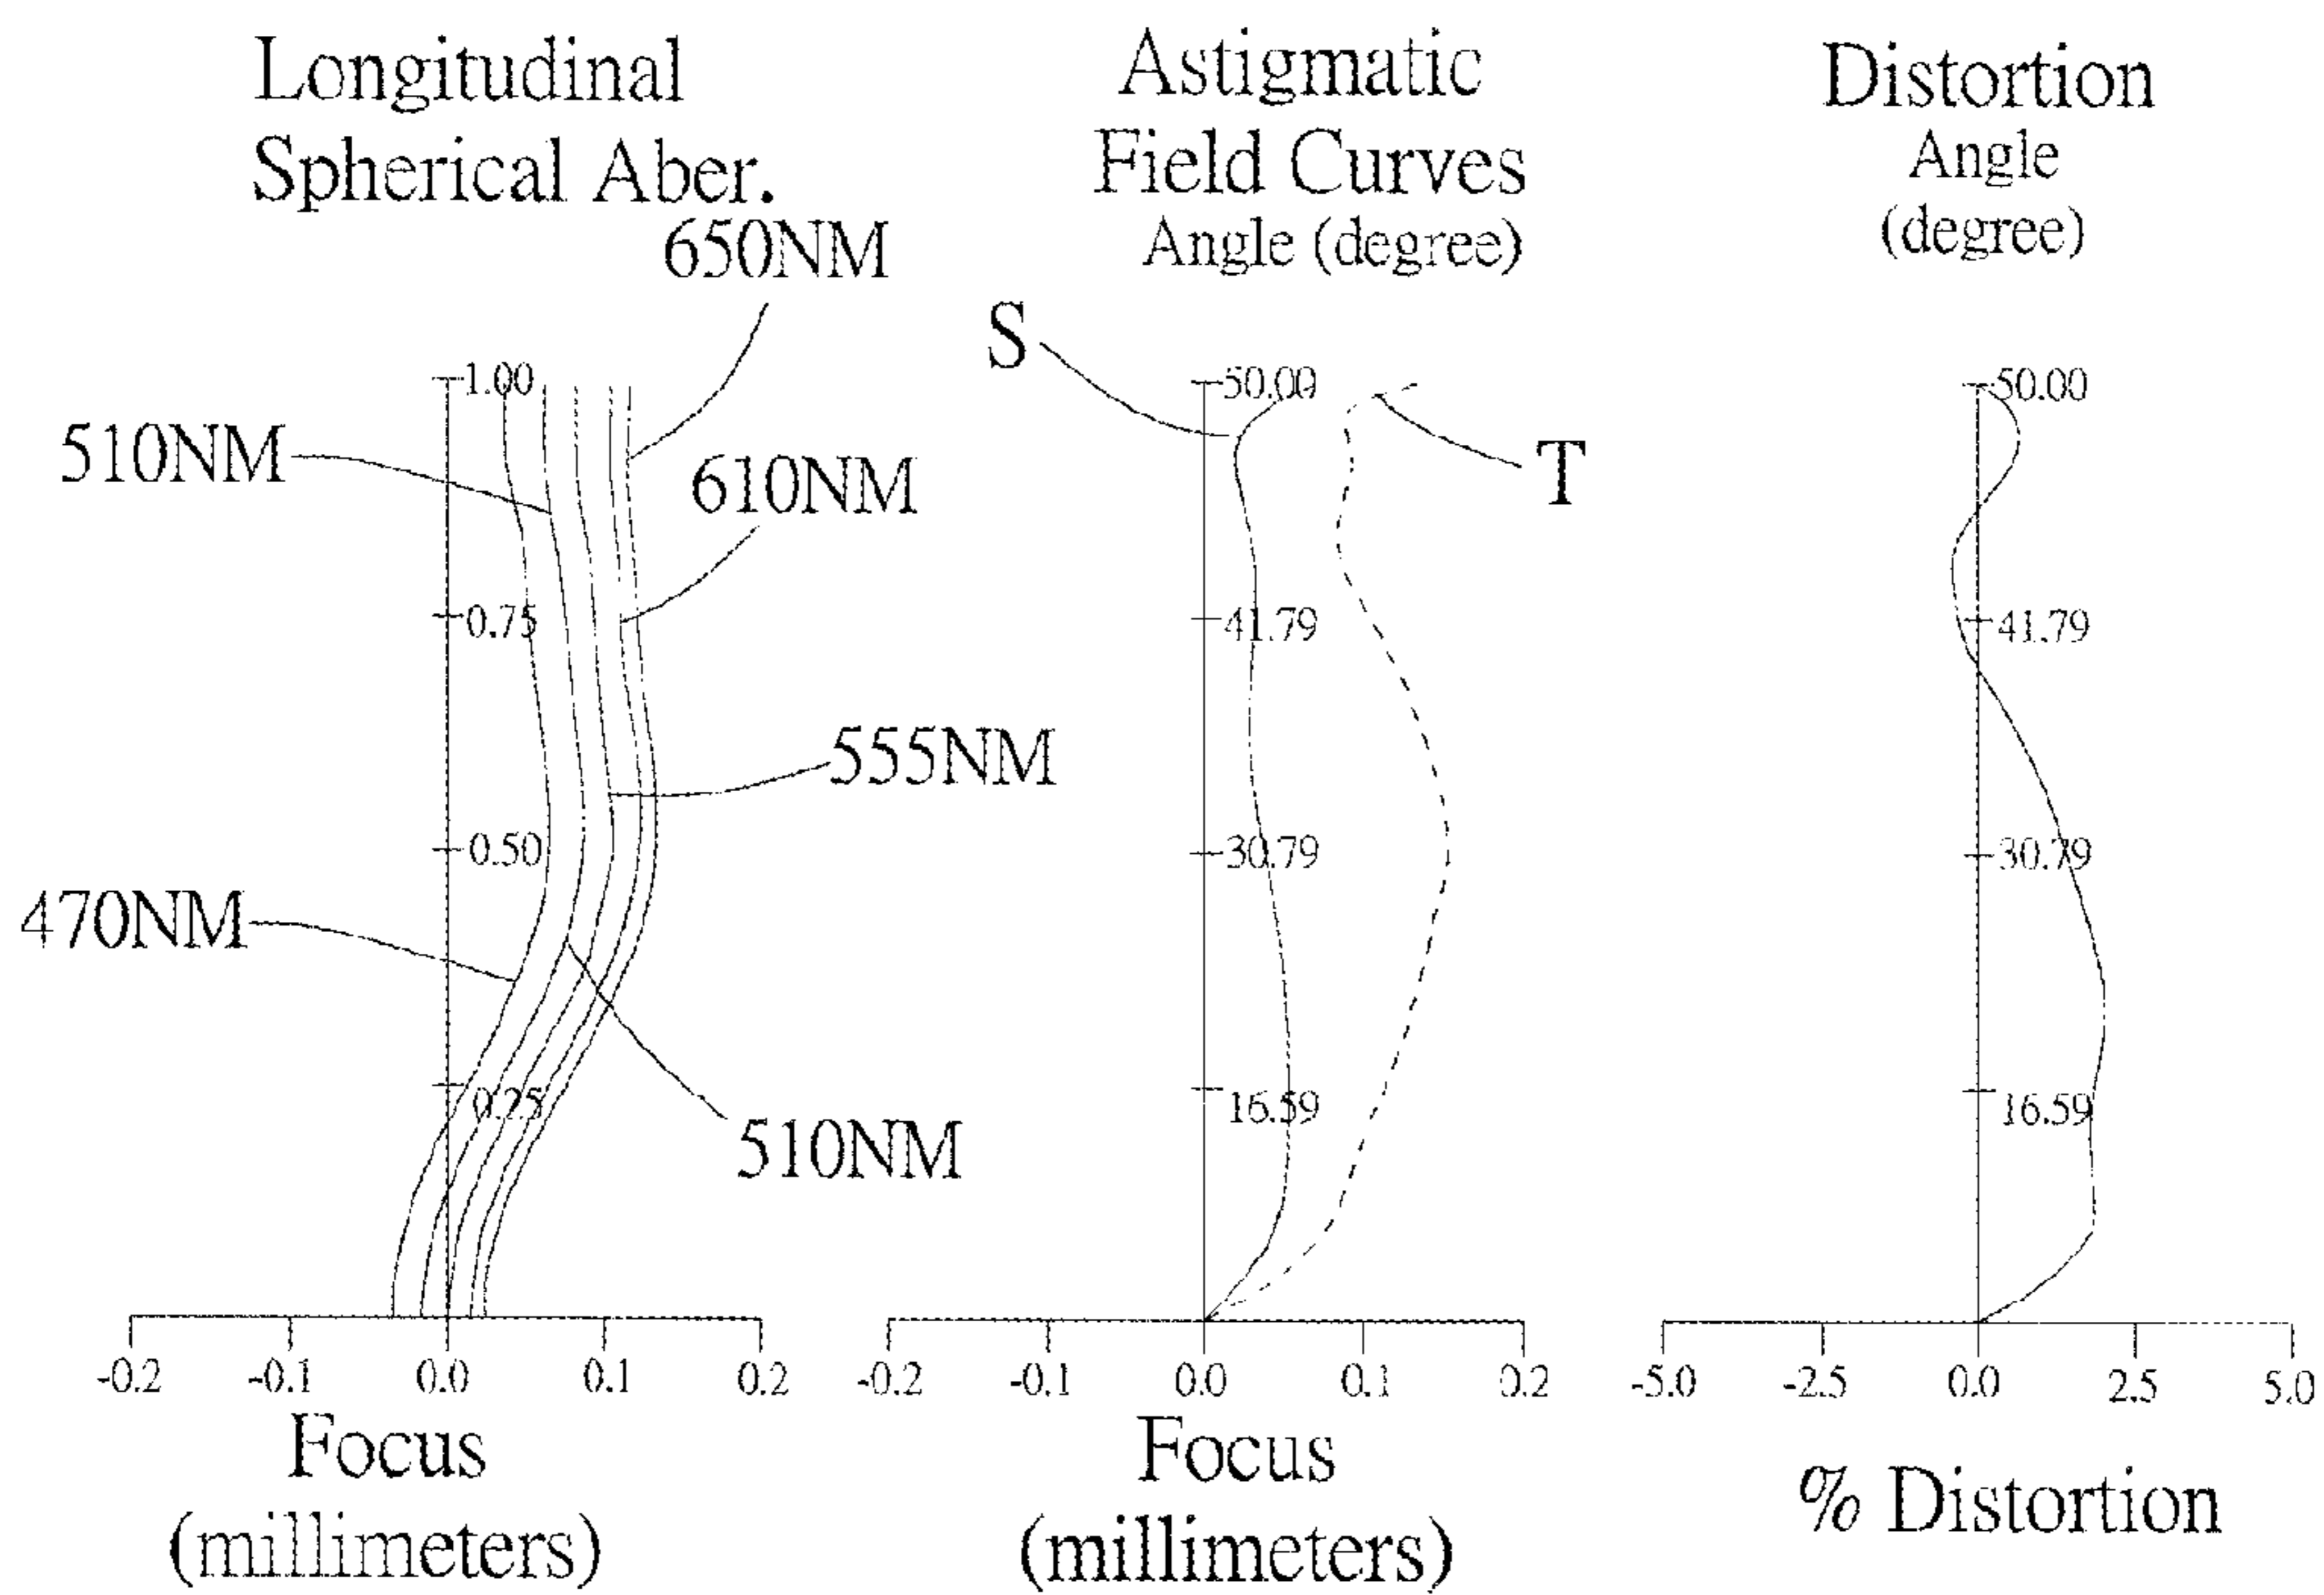 Longitudinal
Spherical Aber.
650NM
1.00
510NM
610NM
0.75
555NM
0.50
470NM
0.25
510NM
-0.2 -0.1 0.0 0.1 0.2
Focus
(millimeters)
Astigmatic
Field Curves
Angle (degree)
S
50.00
T
41.79
30.79
16.59
-0.2 -0.1 0.0 0.1 0.2
Focus
(millimeters)
Distortion
Angle
(degree)
50.00
41.79
30.79
16.59
-5.0 -2.5 0.0 2.5 5.0
% Distortion